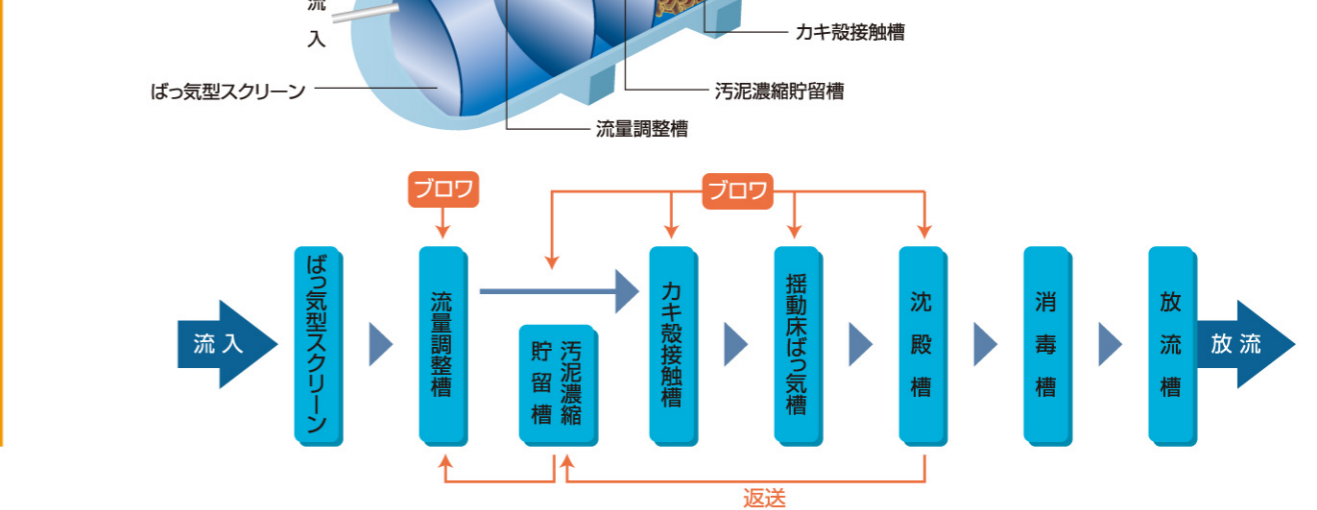 流
入
カキ殻接触槽
ばっ気型スクリーン
汚泥濃縮貯留槽
流量調整槽
ブロワ
ブロワ
流入
ばっ気型スクリーン
流量調整槽
汚泥濃縮
貯留槽
カキ殻接触槽
揺動床ばっ気槽
沈殿槽
消毒槽
放流槽
放流
返送